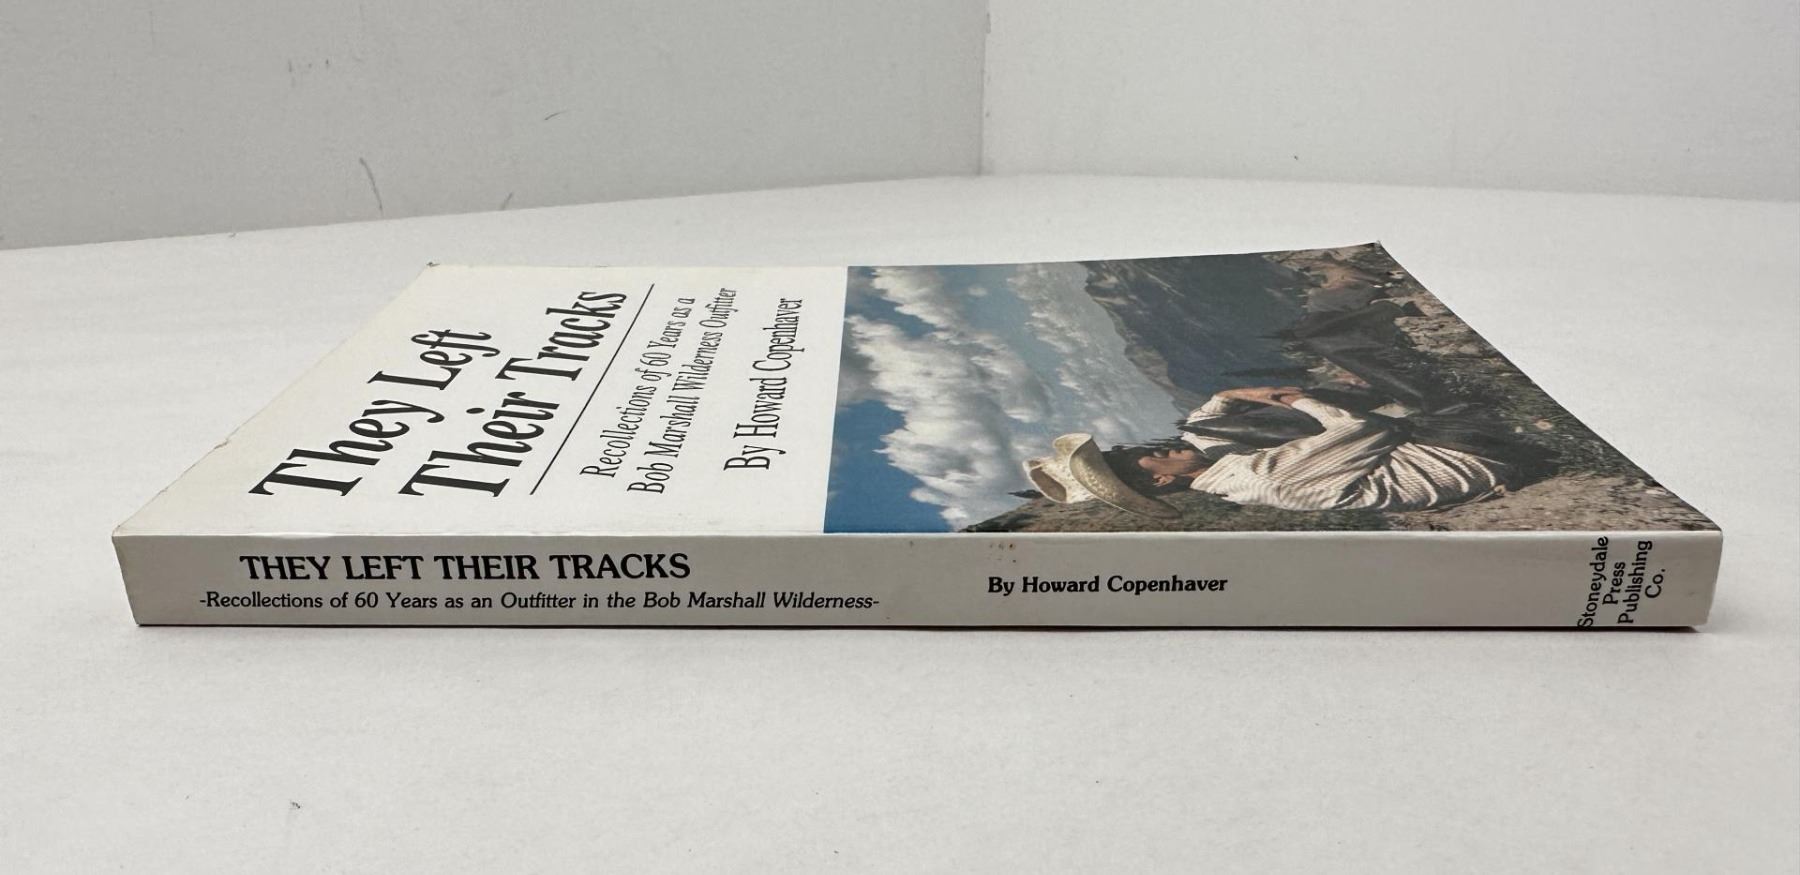 They Left
Their Tracks
Recollections of 60 Years as a
Bob Marshall Wilderness Outfitter
By Howard Copenhaver
THEY LEFT THEIR TRACKS
-Recollections of 60 Years as an Outfitter in the Bob Marshall Wilderness-
By Howard Copenhaver
Stoneydale
Press
Publishing
Co.